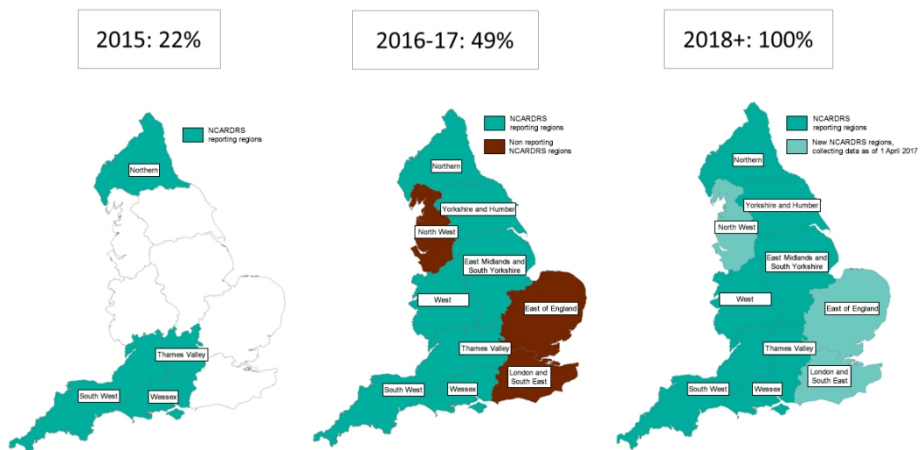 2015: 22%
NCARDRS
reporting regions
Northern
Thames Valley
South West
Wessex
2016-17: 49%
NCARDRS
reporting regions
Non reporting
NCARDRS regions
Northern
Yorkshire and Humber
North West
East Midlands and
South Yorkshire
West
East of England
Thames Valley
London and
South East
South West
Wessex
2018+: 100%
NCARDRS
reporting regions
New NCARDRS regions,
collecting data as of 1 April 2017
Northern
Yorkshire and Humber
North West
East Midlands and
South Yorkshire
West
East of England
Thames Valley
London and
South East
South West
Wessex